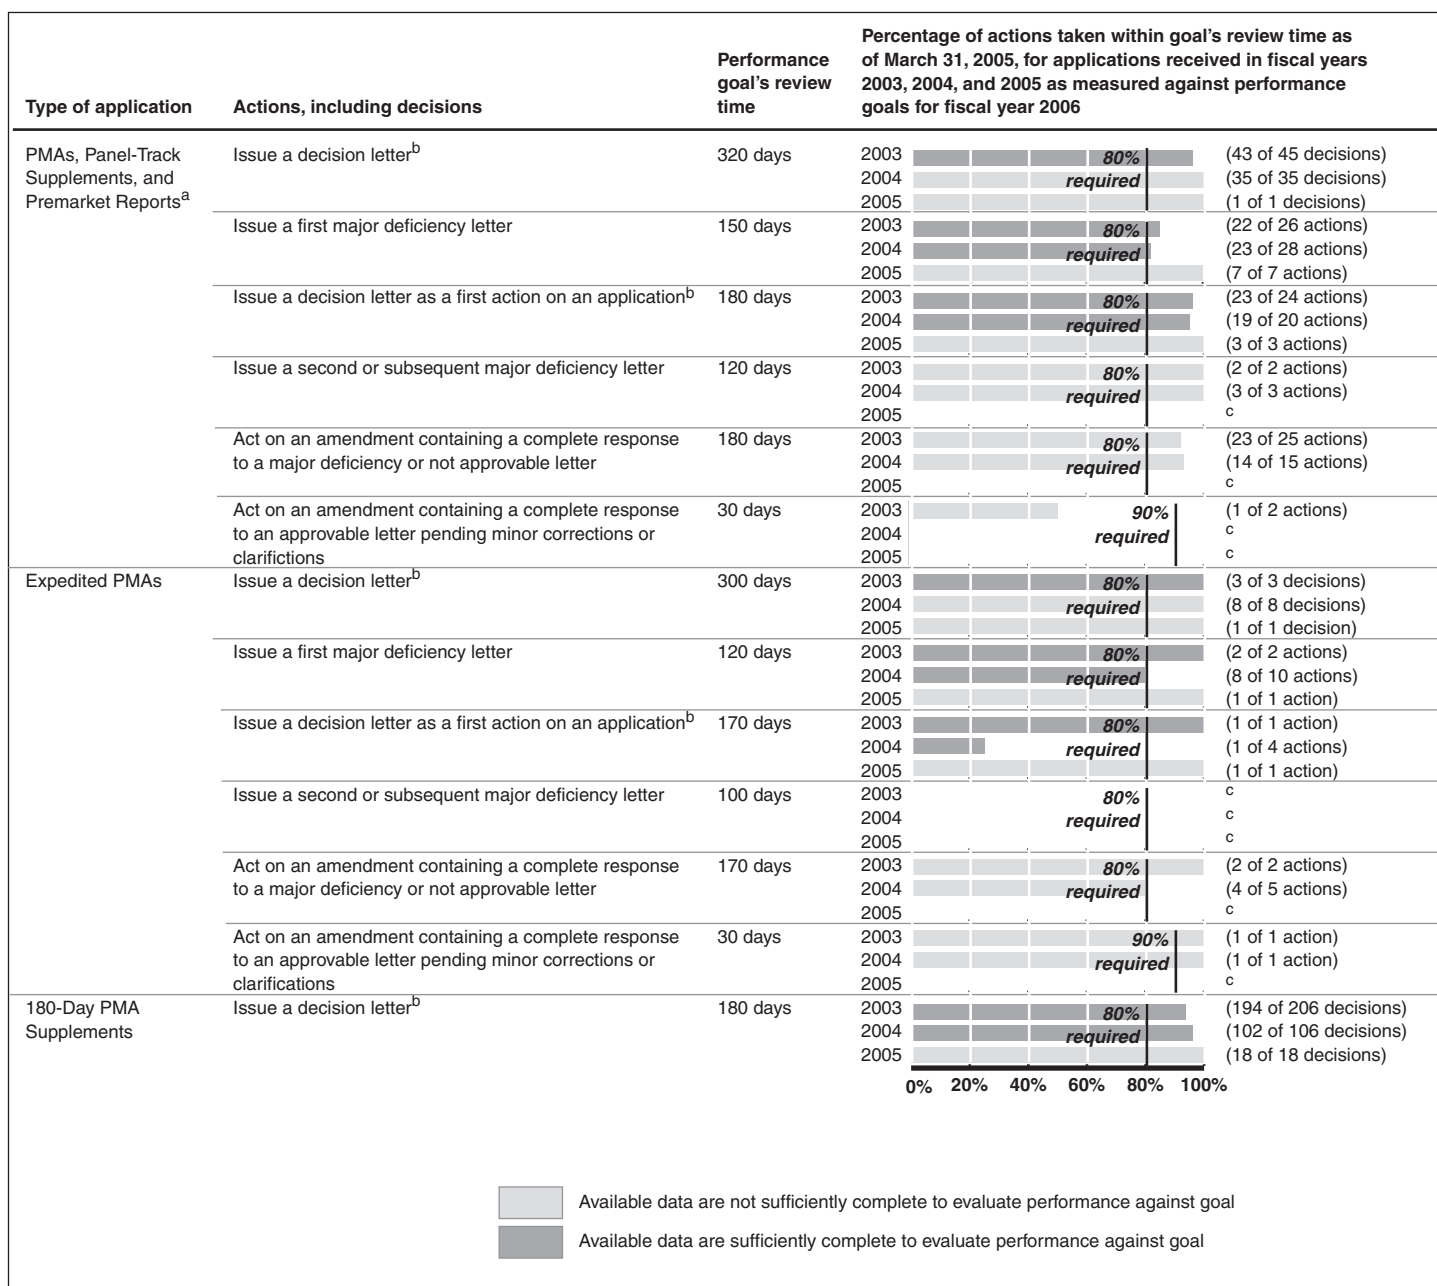 Type of application
Actions, including decisions
Performance
goal's review
time
Percentage of actions taken within goal's review time as
of March 31, 2005, for applications received in fiscal years
2003, 2004, and 2005 as measured against performance
goals for fiscal year 2006
PMAs, Panel-Track
Supplements, and
Premarket Reportsa
Issue a decision letterb
320 days
2003 80% (43 of 45 decisions)
2004 required (35 of 35 decisions)
2005 (1 of 1 decisions)
Issue a first major deficiency letter
150 days
2003 80% (22 of 26 actions)
2004 required (23 of 28 actions)
2005 (7 of 7 actions)
Issue a decision letter as a first action on an applicationb
180 days
2003 80% (23 of 24 actions)
2004 required (19 of 20 actions)
2005 (3 of 3 actions)
Issue a second or subsequent major deficiency letter
120 days
2003 80% (2 of 2 actions)
2004 required (3 of 3 actions)
2005 c
Act on an amendment containing a complete response
to a major deficiency or not approvable letter
180 days
2003 80% (23 of 25 actions)
2004 required (14 of 15 actions)
2005 c
Act on an amendment containing a complete response
to an approvable letter pending minor corrections or
clarifictions
30 days
2003 90% (1 of 2 actions)
2004 required c
2005 c
Expedited PMAs
Issue a decision letterb
300 days
2003 80% (3 of 3 decisions)
2004 required (8 of 8 decisions)
2005 (1 of 1 decision)
Issue a first major deficiency letter
120 days
2003 80% (2 of 2 actions)
2004 required (8 of 10 actions)
2005 (1 of 1 action)
Issue a decision letter as a first action on an applicationb
170 days
2003 80% (1 of 1 action)
2004 required (1 of 4 actions)
2005 (1 of 1 action)
Issue a second or subsequent major deficiency letter
100 days
2003 80% c
2004 required c
2005 c
Act on an amendment containing a complete response
to a major deficiency or not approvable letter
170 days
2003 80% (2 of 2 actions)
2004 required (4 of 5 actions)
2005 c
Act on an amendment containing a complete response
to an approvable letter pending minor corrections or
clarifications
30 days
2003 90% (1 of 1 action)
2004 required (1 of 1 action)
2005 c
180-Day PMA
Supplements
Issue a decision letterb
180 days
2003 80% (194 of 206 decisions)
2004 required (102 of 106 decisions)
2005 (18 of 18 decisions)
0% 20% 40% 60% 80% 100%
Available data are not sufficiently complete to evaluate performance against goal
Available data are sufficiently complete to evaluate performance against goal